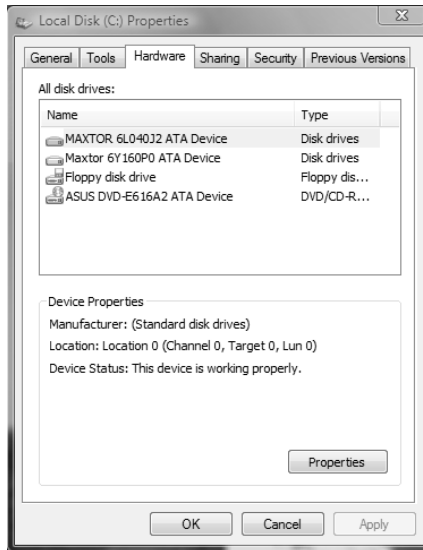 Local Disk (C:) Properties
General Tools Hardware Sharing Security Previous Versions
All disk drives:
Name Type
MAXTOR 6L040J2 ATA Device Disk drives
Maxtor 6Y160P0 ATA Device Disk drives
Floppy disk drive Floppy dis...
ASUS DVD-E616A2 ATA Device DVD/CD-R...
Device Properties
Manufacturer: (Standard disk drives)
Location: Location 0 (Channel 0, Target 0, Lun 0)
Device Status: This device is working properly.
Properties
OK Cancel Apply